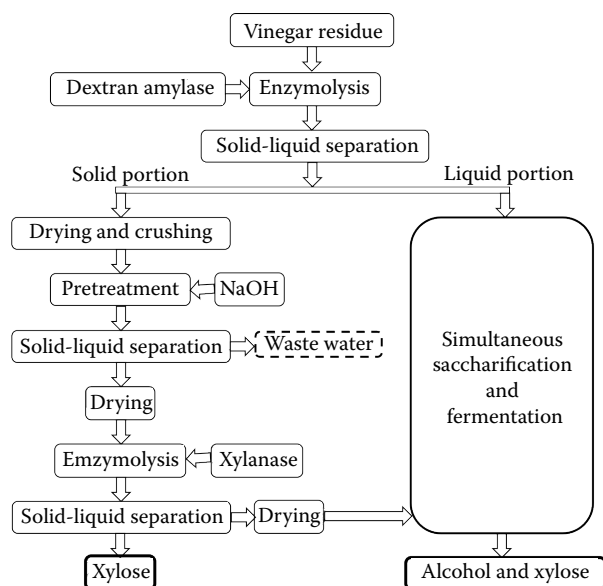 Vinegar residue
Dextran amylase
Enzymolysis
Solid-liquid separation
Solid portion
Liquid portion
Drying and crushing
Pretreatment
NaOH
Solid-liquid separation
Waste water
Drying
Emzymolysis
Xylanase
Solid-liquid separation
Drying
Xylose
Simultaneous
saccharification
and
fermentation
Alcohol and xylose